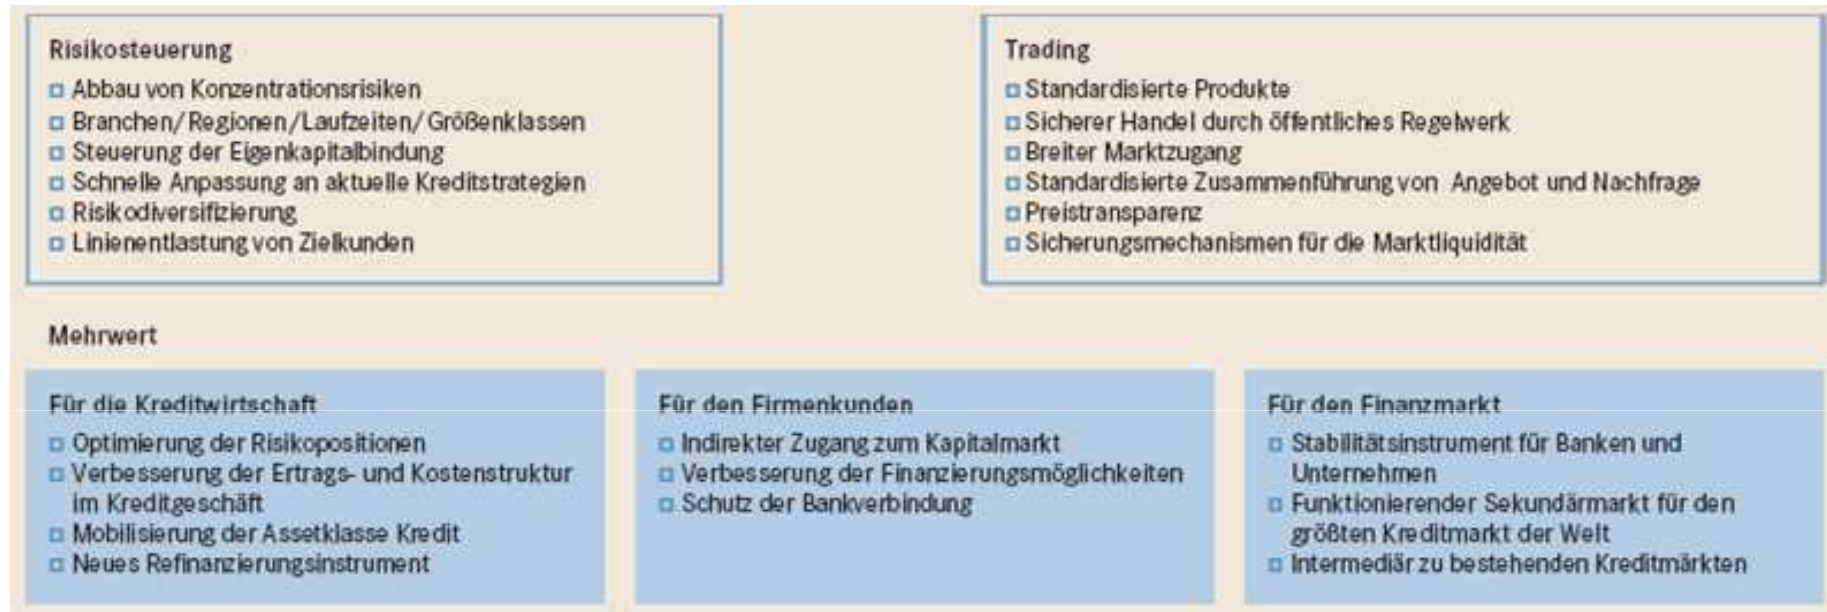 Risikosteuerung
Abbau von Konzentrationsrisiken
Branchen/Regionen/Laufzeiten/Größenklassen
Steuerung der Eigenkapitalbindung
Schnelle Anpassung an aktuelle Kreditstrategien
Risikodiversifizierung
Linienentlastung von Zielkunden
Trading
Standardisierte Produkte
Sicherer Handel durch öffentliches Regelwerk
Breiter Marktzugang
Standardisierte Zusammenführung von Angebot und Nachfrage
Preistransparenz
Sicherungsmechanismen für die Marktliquidität
Mehrwert
Für die Kreditwirtschaft
Optimierung der Risikopositionen
Verbesserung der Ertrags- und Kostenstruktur
im Kreditgeschäft
Mobilisierung der Assetklasse Kredit
Neues Refinanzierungsinstrument
Für den Firmenkunden
Indirekter Zugang zum Kapitalmarkt
Verbesserung der Finanzierungsmöglichkeiten
Schutz der Bankverbindung
Für den Finanzmarkt
Stabilitätsinstrument für Banken und
Unternehmen
Funktionierender Sekundärmarkt für den
größten Kreditmarkt der Welt
Intermediär zu bestehenden Kreditmärkten